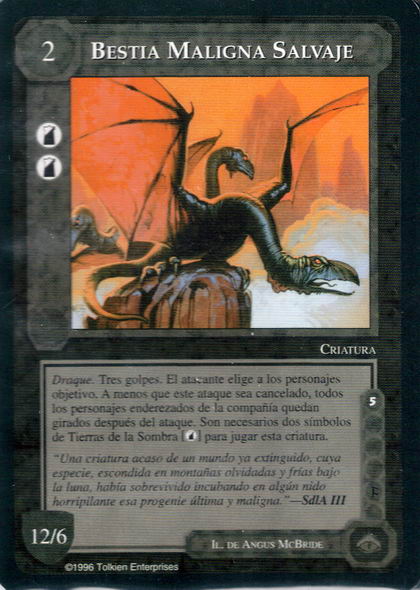 2
BESTIA MALIGNA SALVAJE
CRIATURA
Draque. Tres golpes. El atacante elige a los personajes
objetivo. A menos que este ataque sea cancelado, todos
los personajes enderezados de la compañía quedan
girados después del ataque. Son necesarios dos símbolos
de Tierras de la Sombra para jugar esta criatura.
5
"Una criatura acaso de un mundo ya extinguido, cuya
especie, escondida en montañas olvidadas y frías bajo
la luna, había sobrevivido incubando en algún nido
horripilante esa progenie última y maligna."—SdlA III
F
12/6
IL. DE ANGUS MCBRIDE
©1996 Tolkien Enterprises